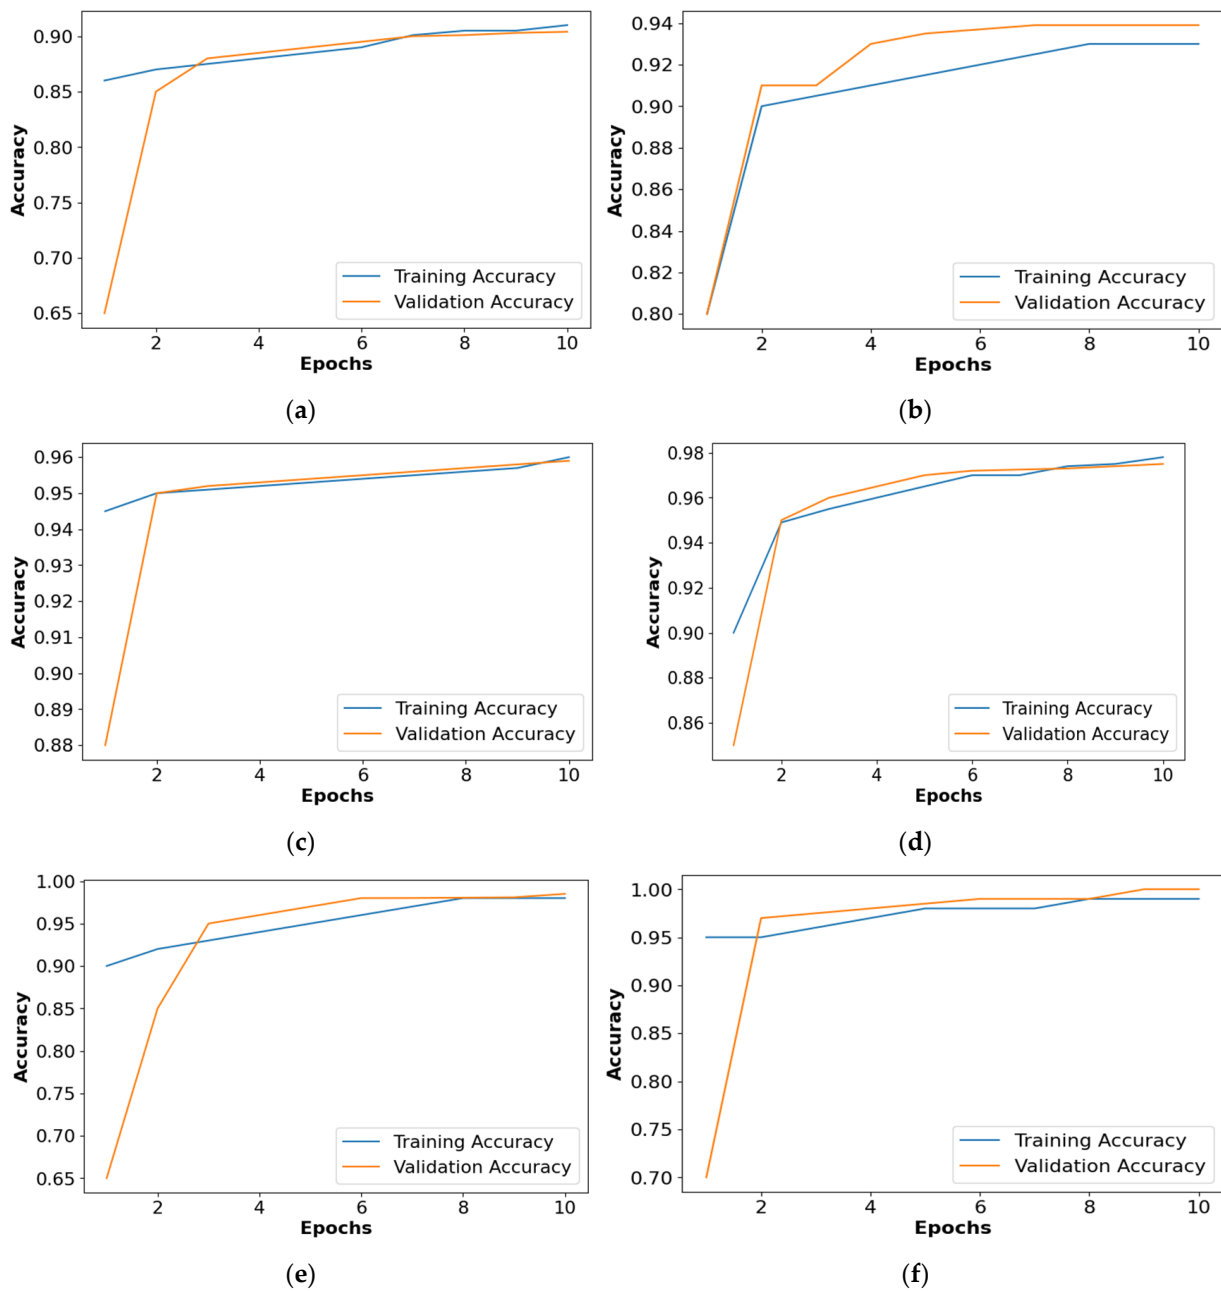 0.90
0.85
0.80
0.75
0.70
0.65
Accuracy
Training Accuracy
Validation Accuracy
2 4 6 8 10
Epochs
(a)
0.94
0.92
0.90
0.88
0.86
0.84
0.82
0.80
Accuracy
Training Accuracy
Validation Accuracy
2 4 6 8 10
Epochs
(b)
0.96
0.95
0.94
0.93
0.92
0.91
0.90
0.89
0.88
Accuracy
Training Accuracy
Validation Accuracy
2 4 6 8 10
Epochs
(c)
0.98
0.96
0.94
0.92
0.90
0.88
0.86
Accuracy
Training Accuracy
Validation Accuracy
2 4 6 8 10
Epochs
(d)
1.00
0.95
0.90
0.85
0.80
0.75
0.70
0.65
Accuracy
Training Accuracy
Validation Accuracy
2 4 6 8 10
Epochs
(e)
1.00
0.95
0.90
0.85
0.80
0.75
0.70
Accuracy
Training Accuracy
Validation Accuracy
2 4 6 8 10
Epochs
(f)